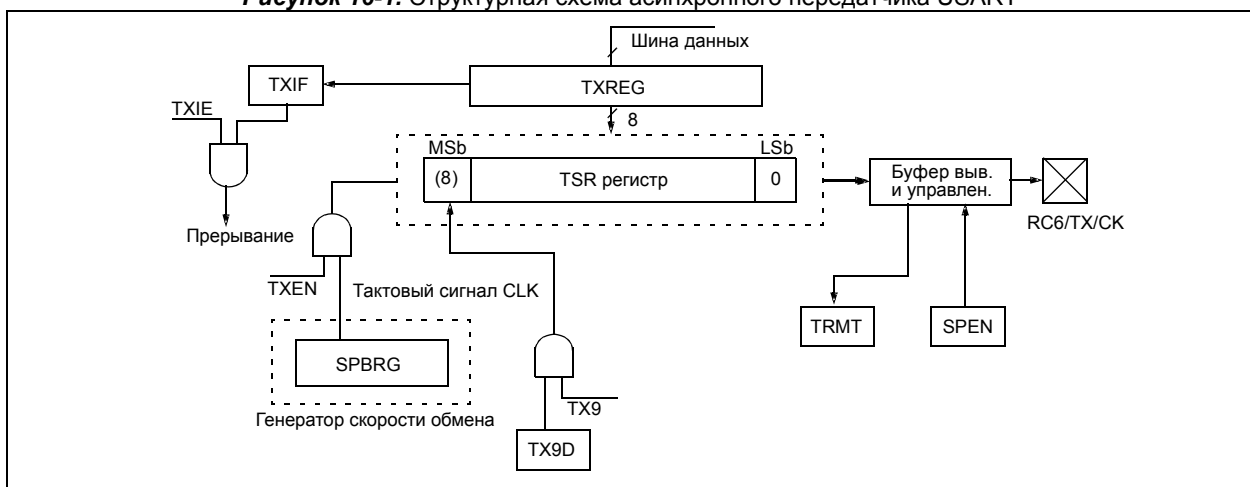 Рисунок 10-1. Структурная схема асинхронного передатчика USART
Шина данных
TXIF
TXREG
TXIE
8
MSb
LSb
(8)
TSR регистр
0
Буфер выв.
и управлен.
Прерывание
RC6/TX/CK
TXEN
Тактовый сигнал CLK
TRMT
SPEN
SPBRG
TX9
Генератор скорости обмена
TX9D